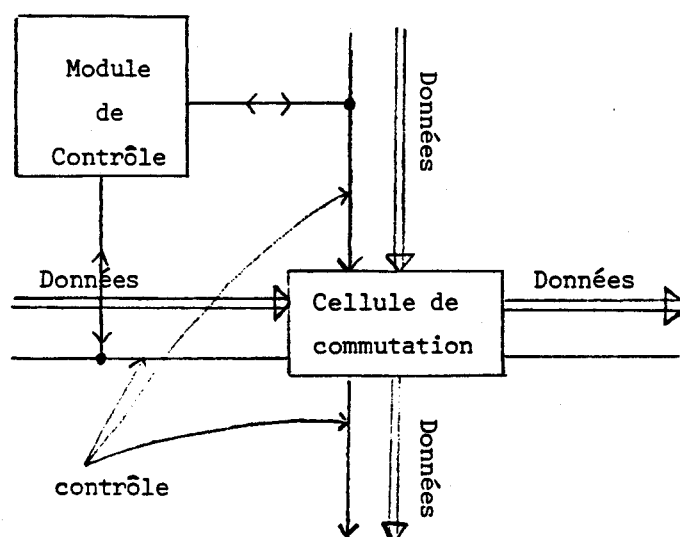 Module
de
Contrôle
Données
Données
Données
Cellule de
commutation
Données
contrôle